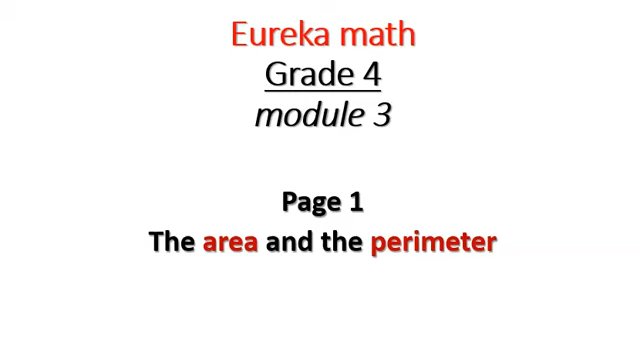 Eureka math
Grade 4
module 3
Page 1
The area and the perimeter